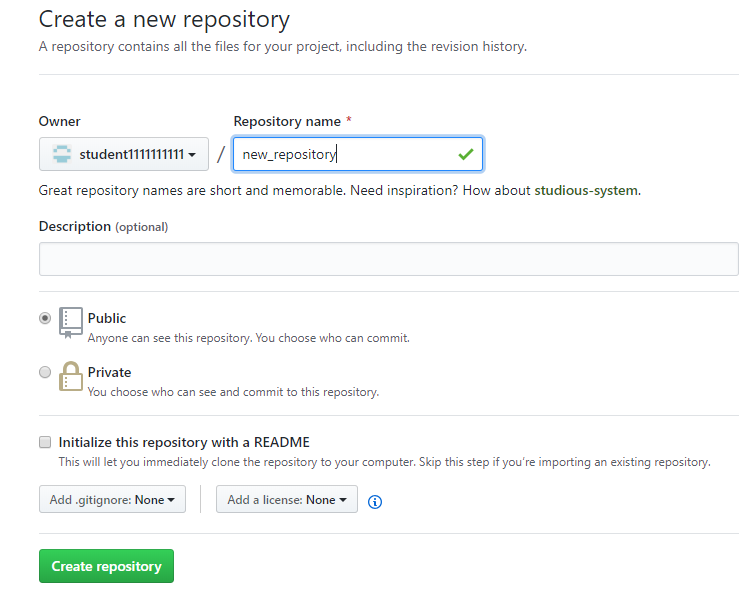 Create a new repository
A repository contains all the files for your project, including the revision history.
Owner
Repository name *
student1111111111
/
new_repository
Great repository names are short and memorable. Need inspiration? How about studious-system.
Description (optional)
Public
Anyone can see this repository. You choose who can commit.
Private
You choose who can see and commit to this repository.
Initialize this repository with a README
This will let you immediately clone the repository to your computer. Skip this step if you're importing an existing repository.
Add .gitignore: None
Add a license: None
Create repository